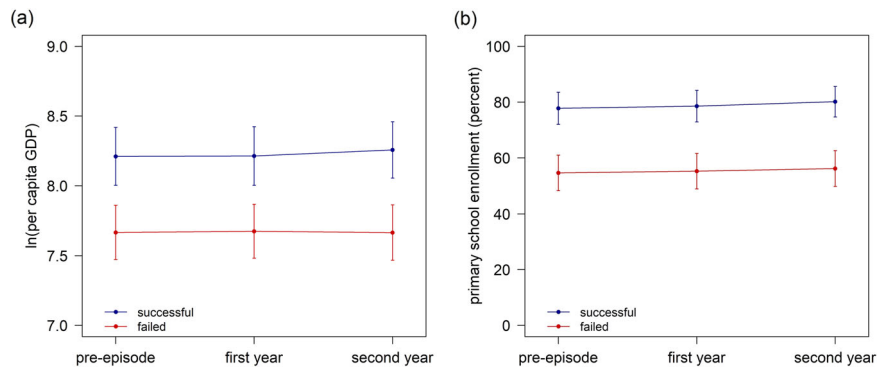 (a)
ln(per capita GDP)
9.0
8.5
8.0
7.5
7.0
successful
failed
pre-episode first year second year
(b)
primary school enrollment (percent)
100
80
60
40
20
0
successful
failed
pre-episode first year second year